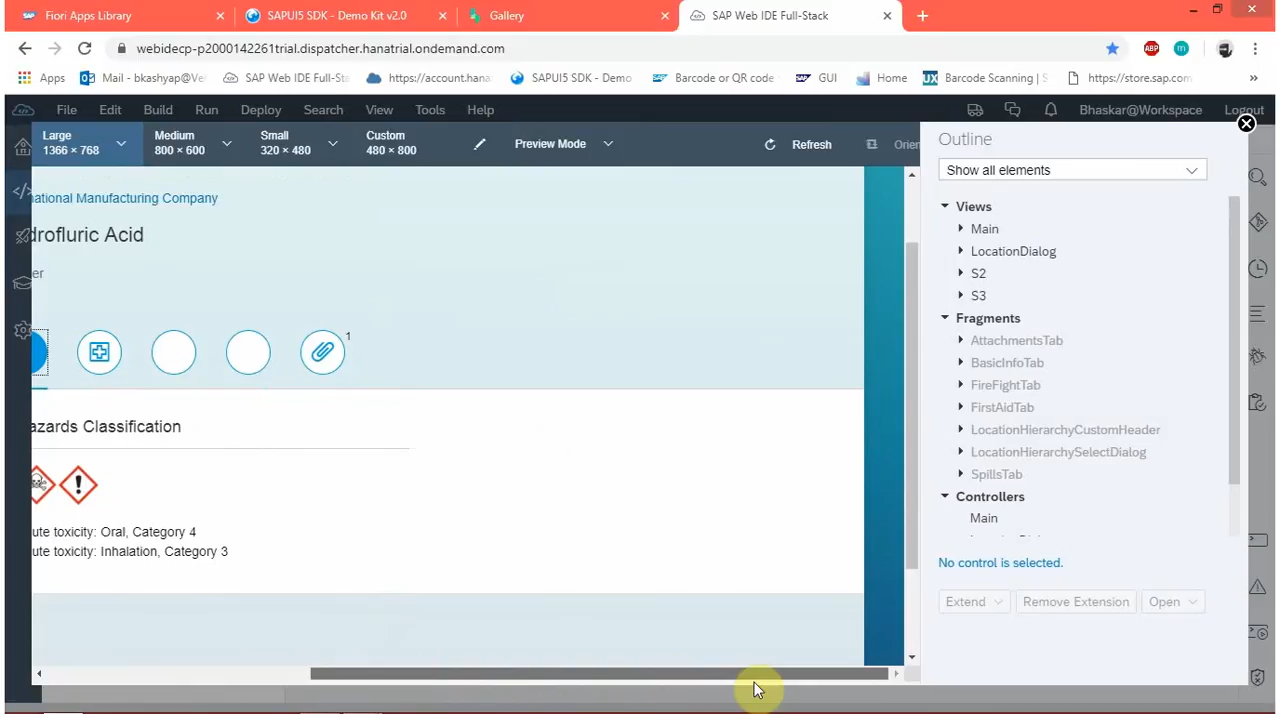 Fiori Apps Library
SAPUI5 SDK - Demo Kit v2.0
Gallery
SAP Web IDE Full-Stack
webidecp-p2000142261trial.dispatcher.hanatrial.ondemand.com
ABP
m
Apps
Mail - bkashyap@Ve
SAP Web IDE Full-St
https://account.hana
SAPUI5 SDK - Demo
Barcode or QR code
GUI
Home
UX
Barcode Scanning | S
https://store.sap.com
File
Edit
Build
Run
Deploy
Search
View
Tools
Help
Bhaskar@Workspace
Logout
Large
1366 × 768
Medium
800 × 600
Small
320 × 480
Custom
480 × 800
Preview Mode
Refresh
Orien
Outline
Show all elements
national Manufacturing Company
drofluric Acid
er
1
azards Classification
ute toxicity: Oral, Category 4
ute toxicity: Inhalation, Category 3
Views
Main
LocationDialog
S2
S3
Fragments
AttachmentsTab
BasicInfoTab
FireFightTab
FirstAidTab
LocationHierarchyCustomHeader
LocationHierarchySelectDialog
SpillsTab
Controllers
Main
No control is selected.
Extend
Remove Extension
Open